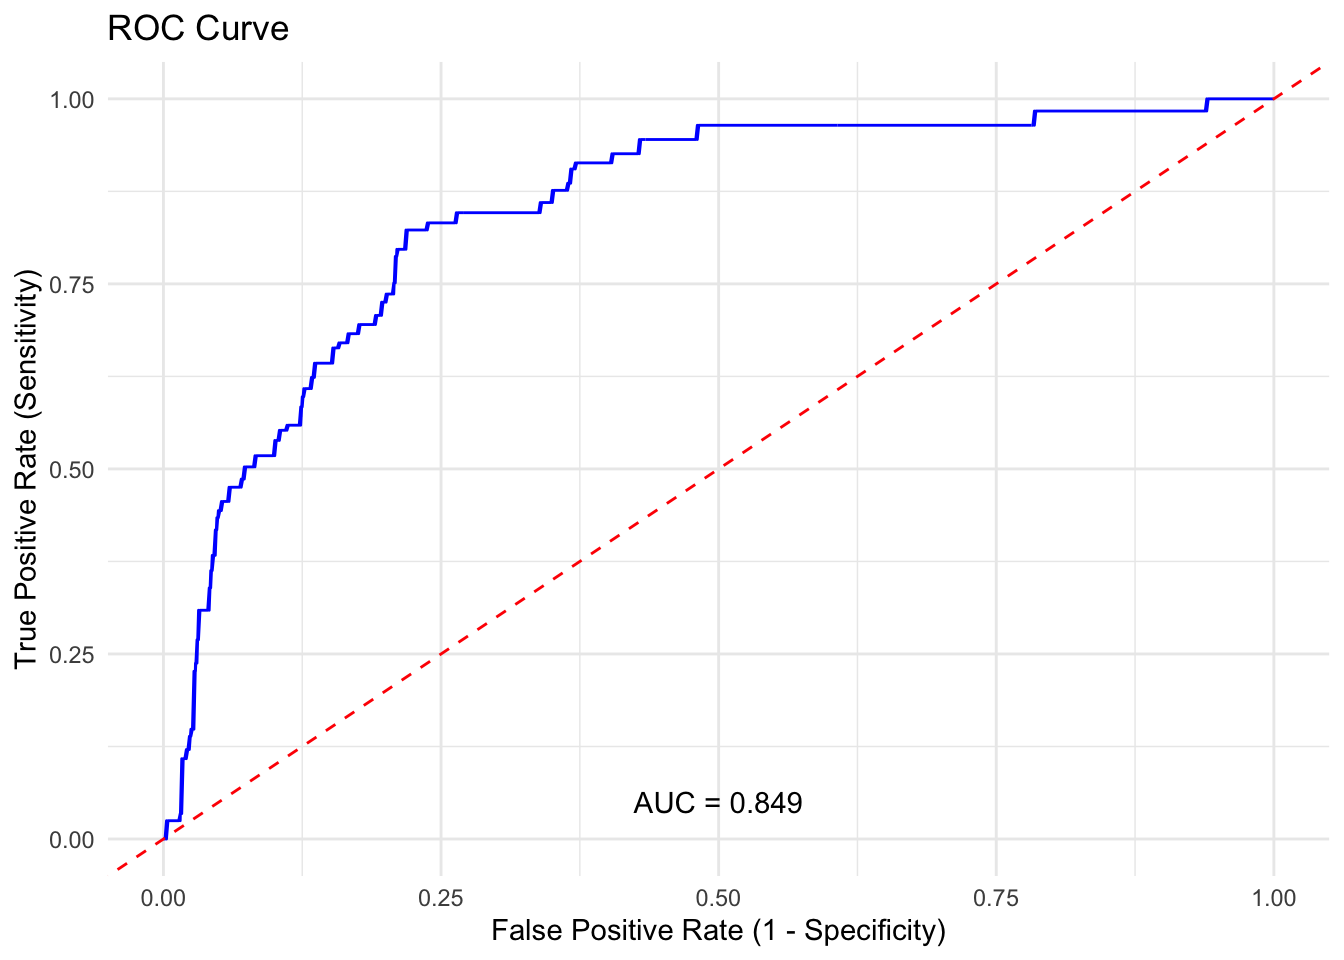 ROC Curve
True Positive Rate (Sensitivity)
1.00
0.75
0.50
0.25
0.00
AUC = 0.849
0.00 0.25 0.50 0.75 1.00
False Positive Rate (1 - Specificity)